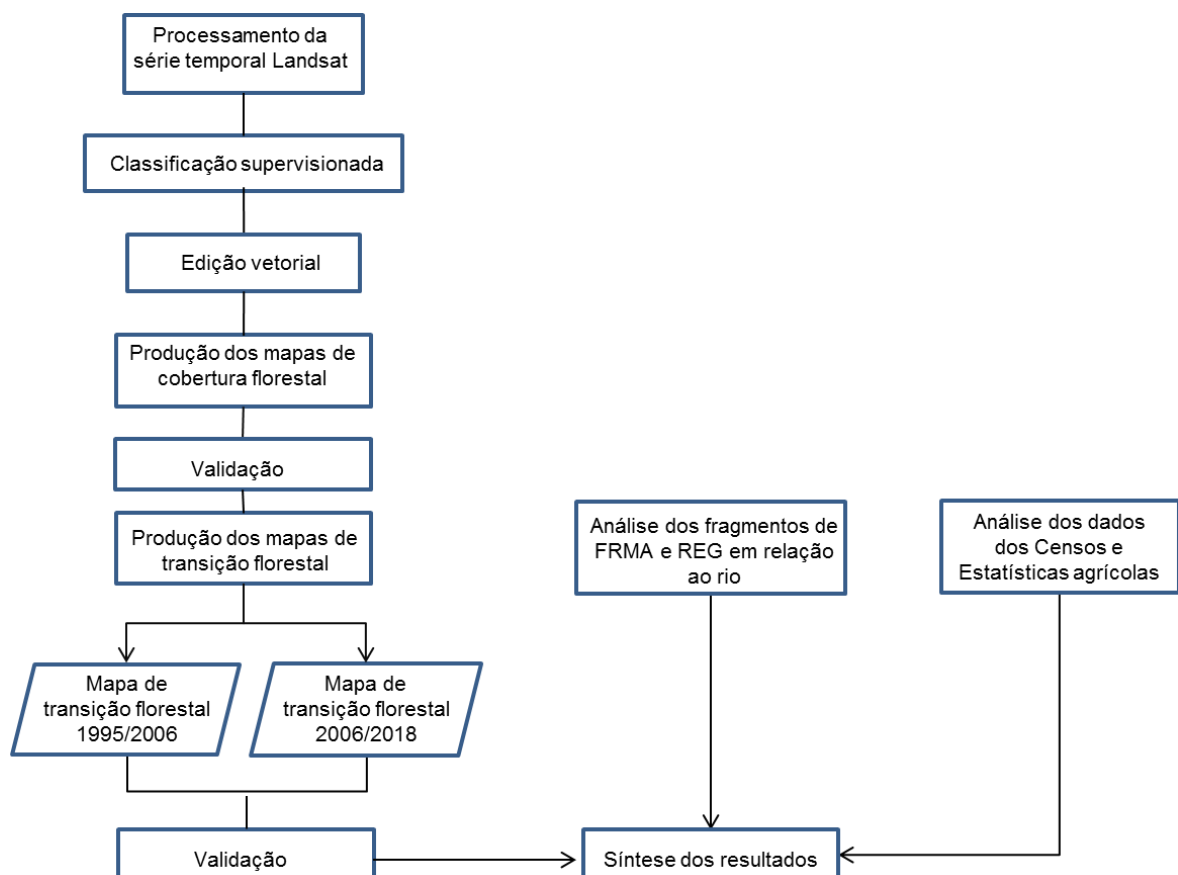 Processamento da
série temporal Landsat
Classificação supervisionada
Edição vetorial
Produção dos mapas de
cobertura florestal
Validação
Produção dos mapas de
transição florestal
Análise dos fragmentos de
FRMA e REG em relação
ao rio
Análise dos dados
dos Censos e
Estatísticas agrícolas
Mapa de
transição florestal
1995/2006
Mapa de
transição florestal
2006/2018
Validação
Síntese dos resultados